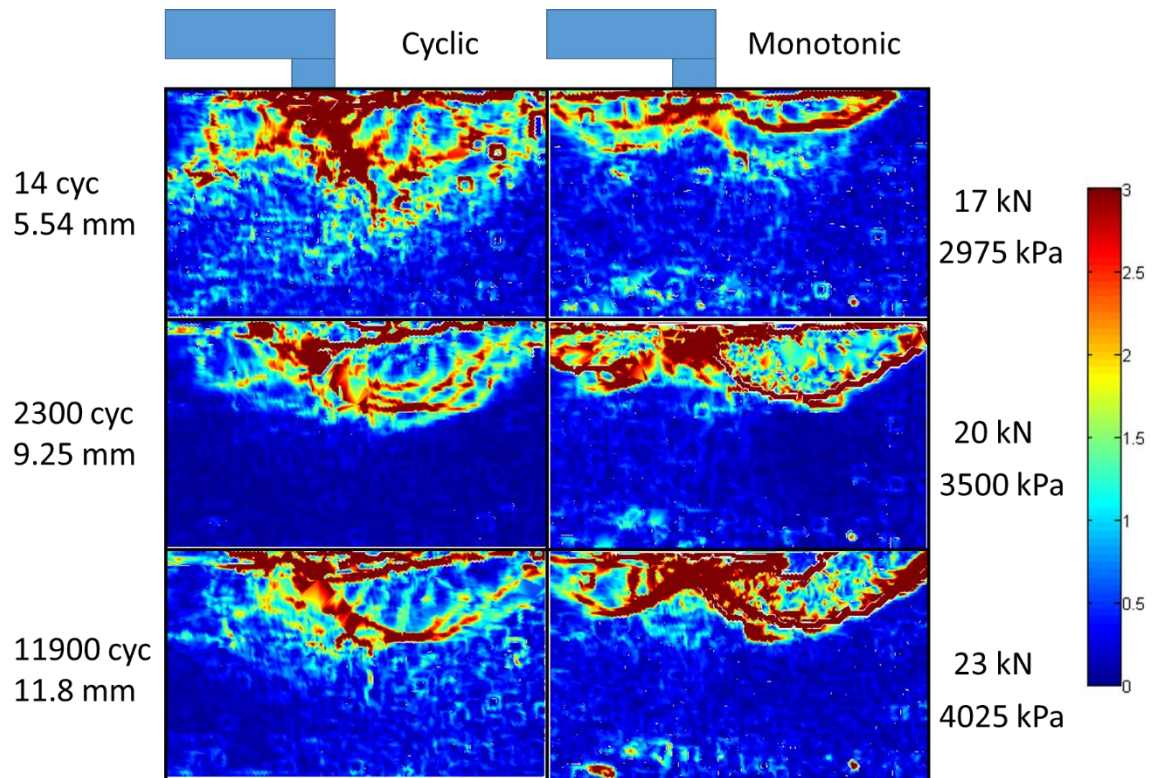 Cyclic
Monotonic
14 cyc
5.54 mm
17 kN
2975 kPa
2300 cyc
9.25 mm
20 kN
3500 kPa
11900 cyc
11.8 mm
23 kN
4025 kPa
3
2.5
2
1.5
1
0.5
0